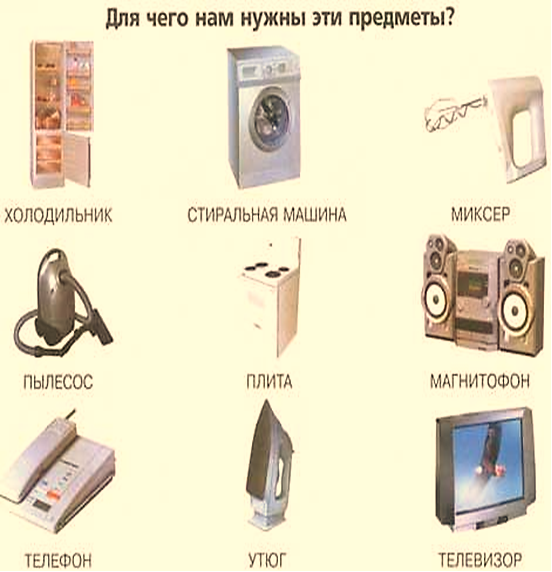 Для чего нам нужны эти предметы?
ХОЛОДИЛЬНИК СТИРАЛЬНАЯ МАШИНА МИКСЕР
ПЫЛЕСОС ПЛИТА МАГНИТОФОН
ТЕЛЕФОН УТЮГ ТЕЛЕВИЗОР